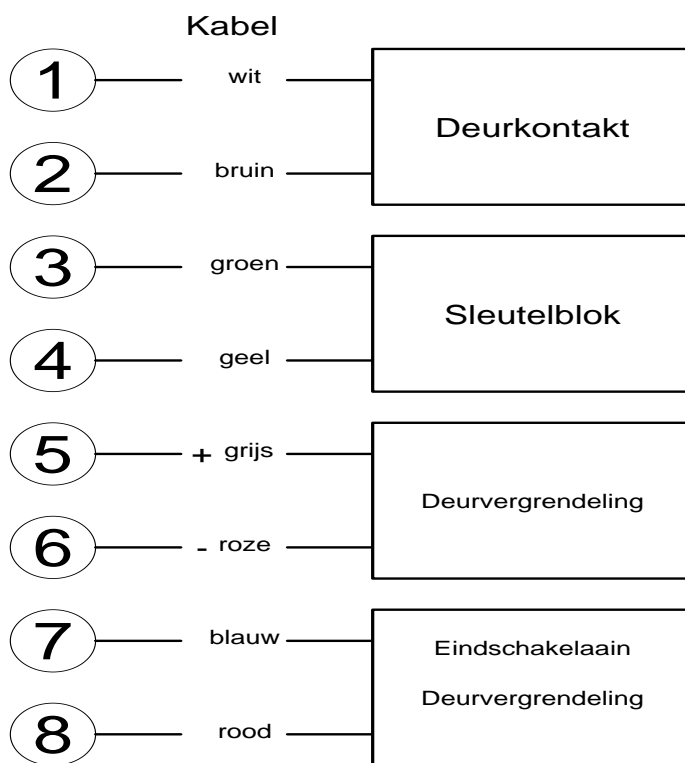 Kabel
1 wit
Deurkontakt
2 bruin
3 groen
Sleutelblok
4 geel
5 + grijs
Deurvergrendeling
6 - roze
7 blauw
Eindschakelaain
Deurvergrendeling
8 rood